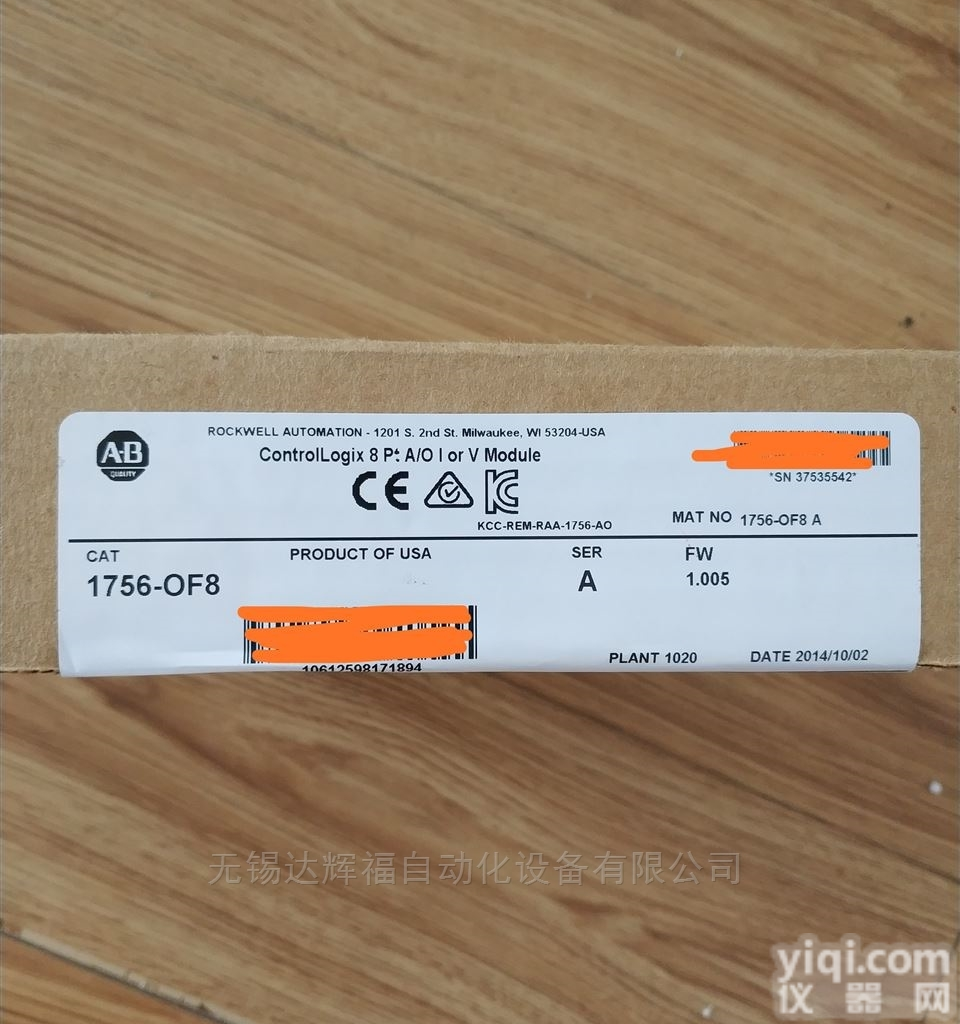 A-B
QUALITY
ROCKWELL AUTOMATION - 1201 S. 2nd St. Milwaukee, WI 53204-USA
ControlLogix 8 Pt A/O I or V Module
CE
KC
*SN 37535542*
KCC-REM-RAA-1756-AO
MAT NO 1756-OF8 A
CAT
PRODUCT OF USA
SER
FW
1756-OF8
A
1.005
10612598171894
PLANT 1020
DATE 2014/10/02
无锡达辉福自动化设备有限公司
yiqi.com
仪器网